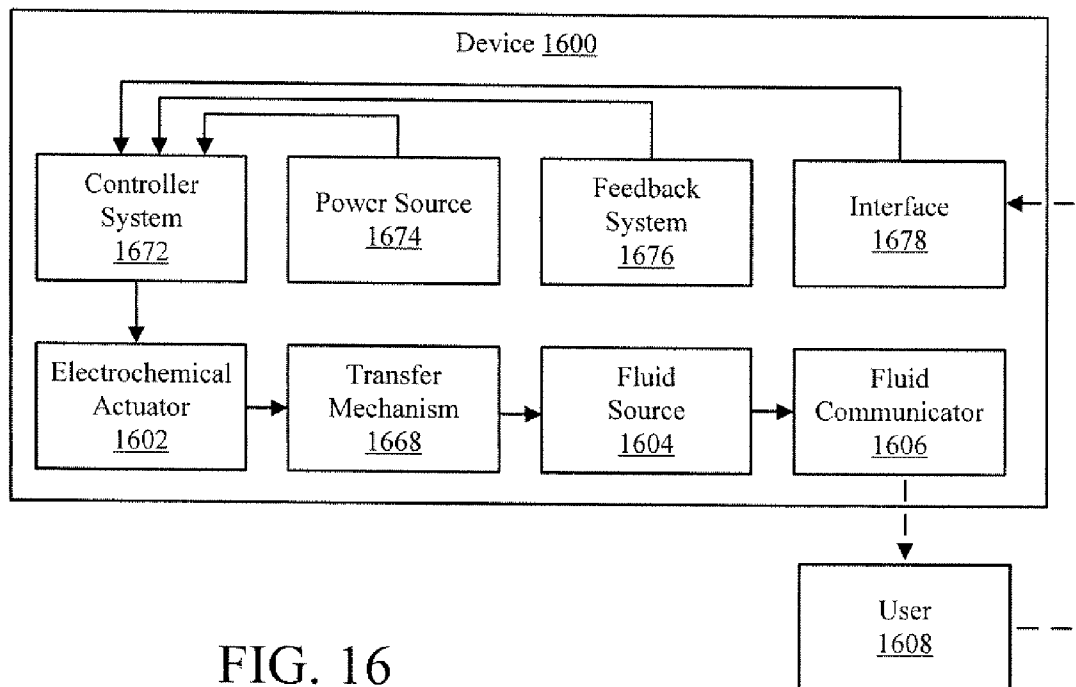 Device 1600
Controller
System
1672
Power Source
1674
Feedback
System
1676
Interface
1678
Electrochemical
Actuator
1602
Transfer
Mechanism
1668
Fluid
Source
1604
Fluid
Communicator
1606
User
1608
FIG. 16